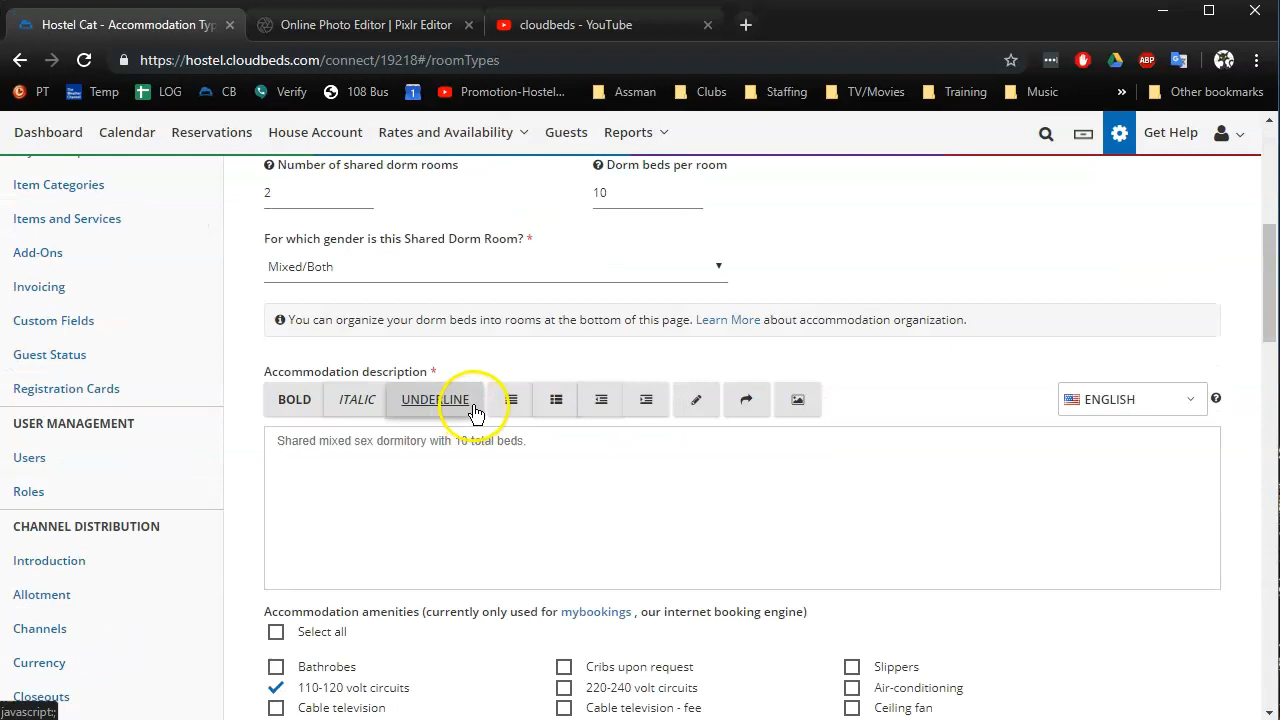 Hostel Cat - Accommodation Typ
Online Photo Editor | Pixlr Editor
cloudbeds - YouTube
https://hostel.cloudbeds.com/connect/19218#/roomTypes
ABP
PT
Temp
LOG
CB
Verify
108 Bus
1
Promotion-Hostel...
Assman
Clubs
Staffing
TV/Movies
Training
Music
»
Other bookmarks
Dashboard
Calendar
Reservations
House Account
Rates and Availability
Guests
Reports
Get Help
Item Categories
Items and Services
Add-Ons
Invoicing
Custom Fields
Guest Status
Registration Cards
USER MANAGEMENT
Users
Roles
CHANNEL DISTRIBUTION
Introduction
Allotment
Channels
Currency
Closeouts
javascript:;
Number of shared dorm rooms
Dorm beds per room
2
10
For which gender is this Shared Dorm Room? *
Mixed/Both
You can organize your dorm beds into rooms at the bottom of this page. Learn More about accommodation organization.
Accommodation description *
BOLD
ITALIC
UNDERLINE
ENGLISH
Shared mixed sex dormitory with 10 total beds.
Accommodation amenities (currently only used for mybookings , our internet booking engine)
Select all
Bathrobes
Cribs upon request
Slippers
110-120 volt circuits
220-240 volt circuits
Air-conditioning
Cable television
Cable television - fee
Ceiling fan